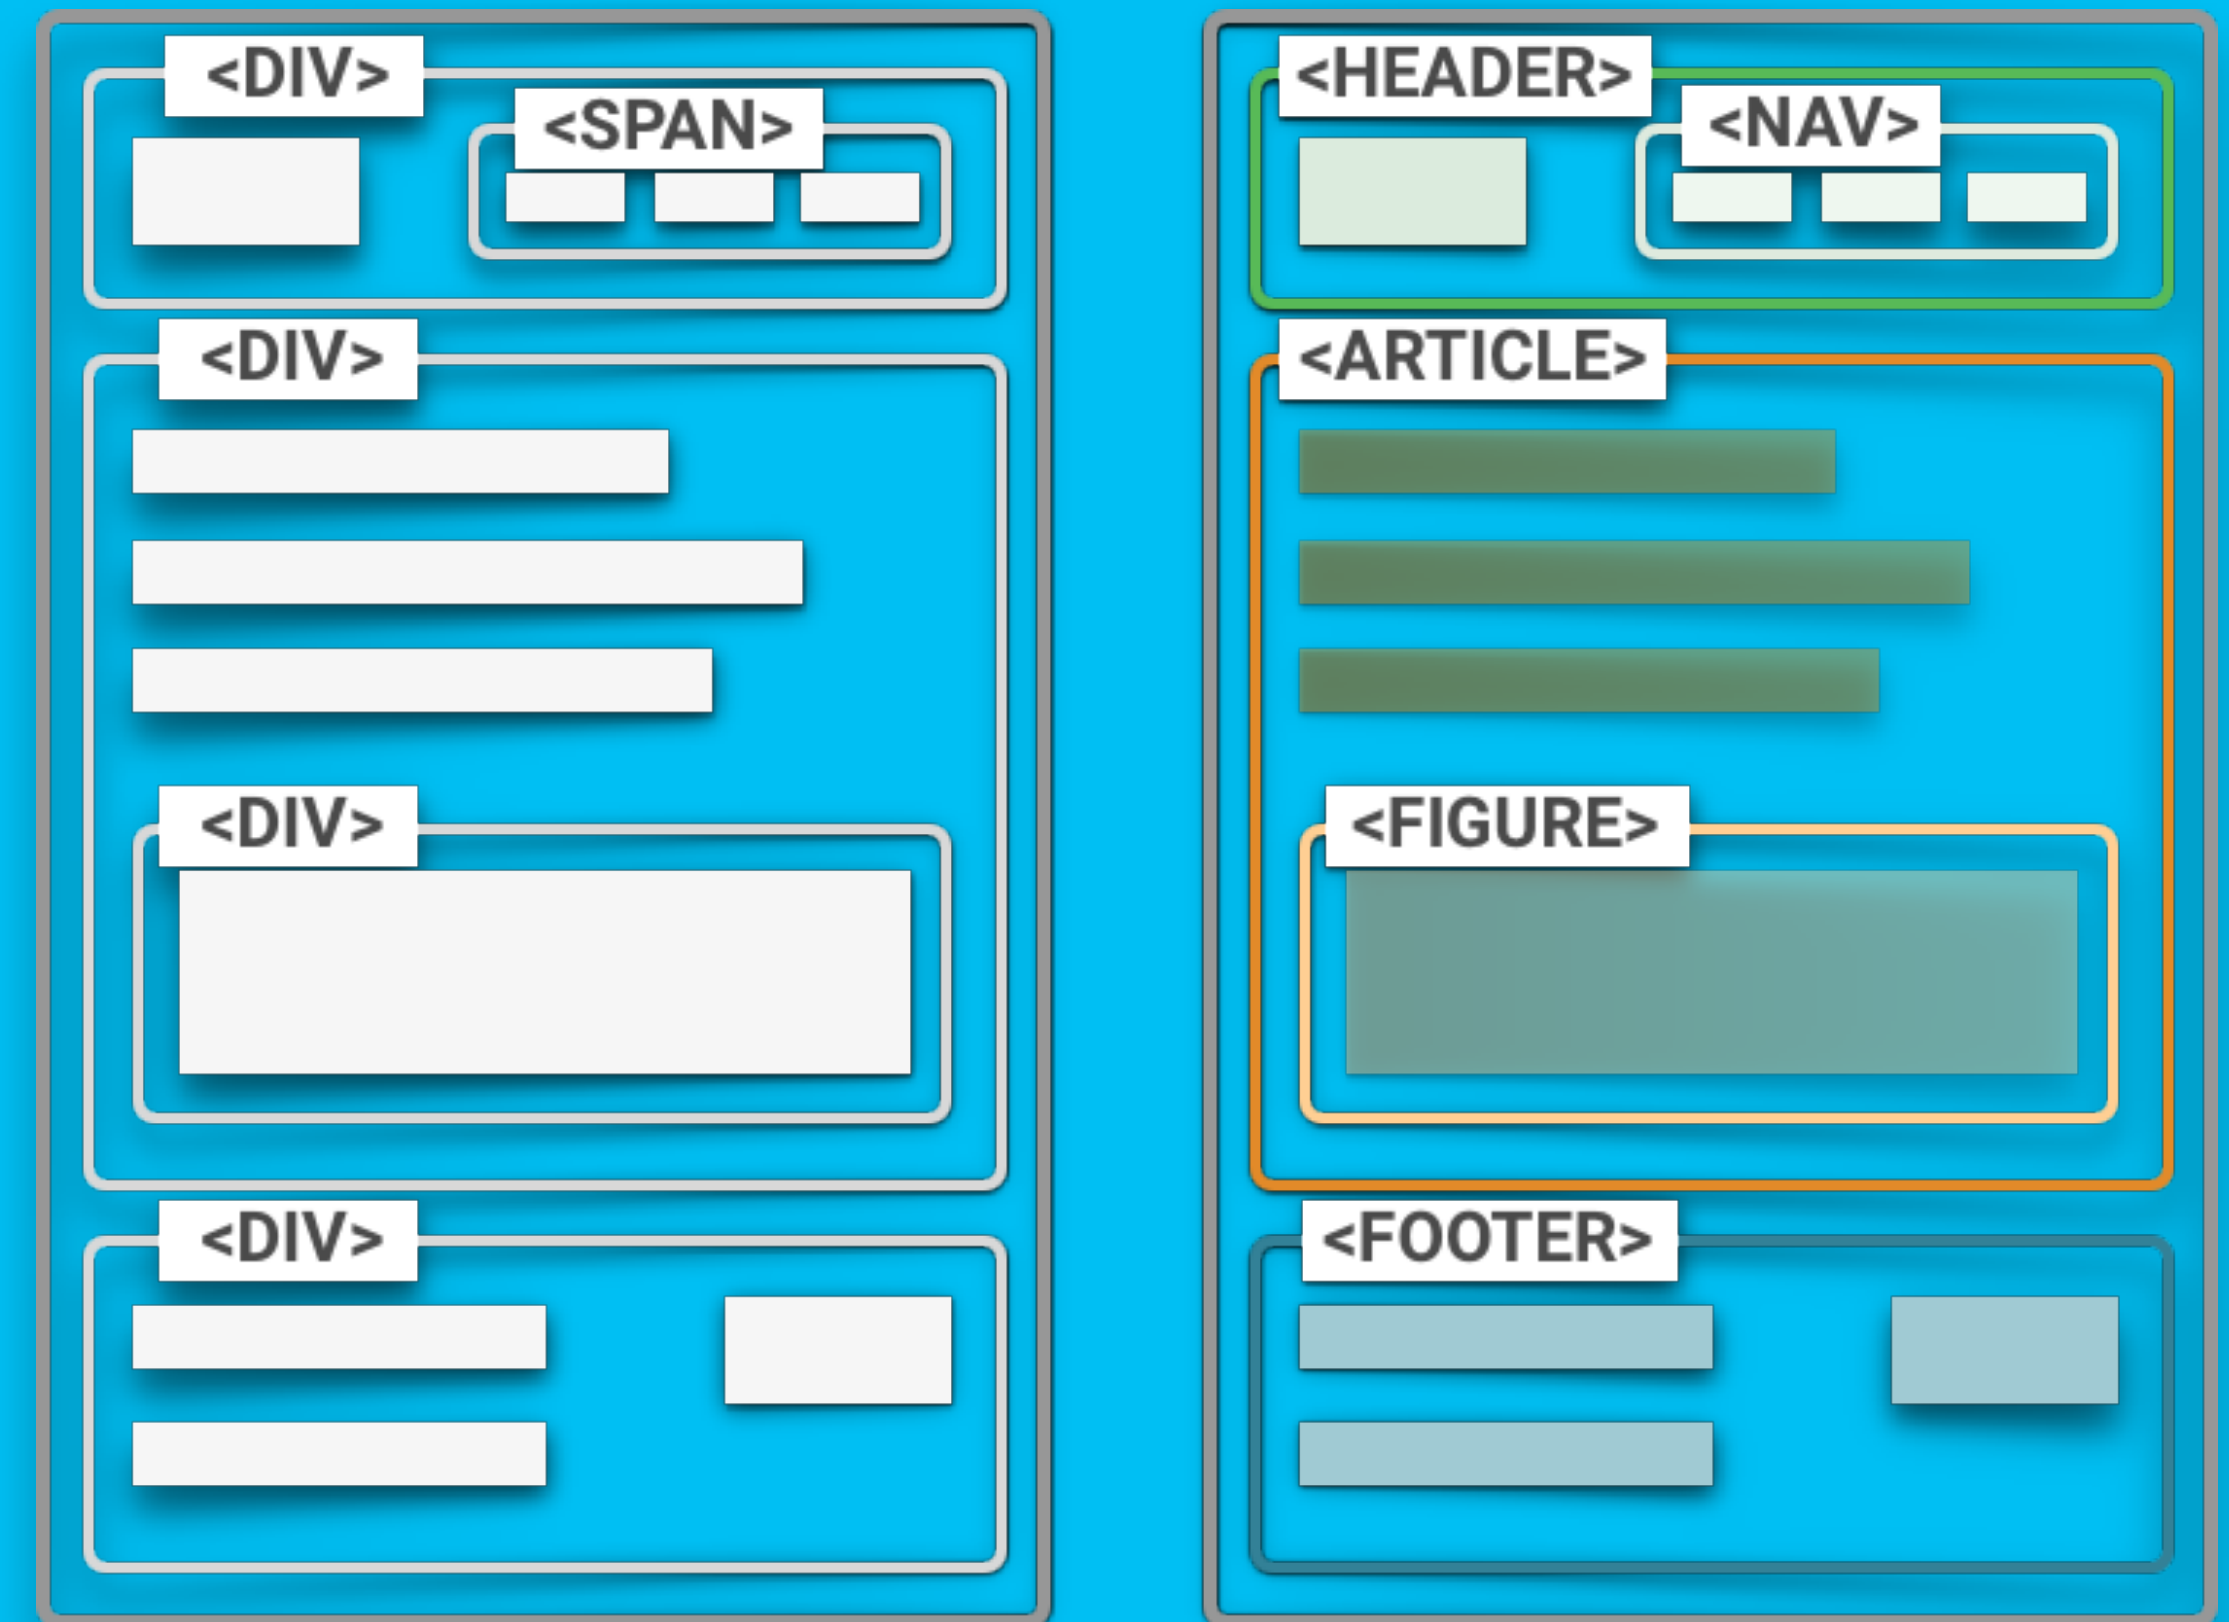 <DIV>
<SPAN>
<DIV>
<DIV>
<DIV>
<HEADER>
<NAV>
<ARTICLE>
<FIGURE>
<FOOTER>